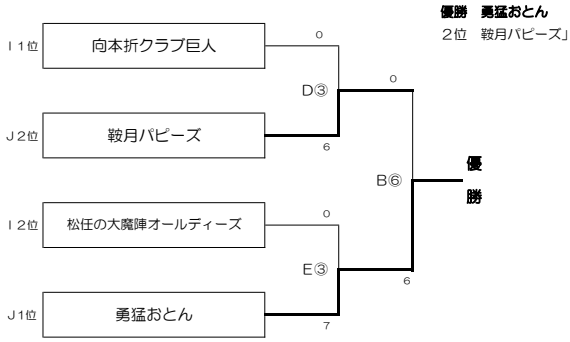 優勝 勇猛おとん
2位 鞍月パピーズ」
I1位 向本折クラブ巨人
0
0
D③
J2位 鞍月パピーズ
6
B⑥
優
勝
I2位 松任の大魔陣オールディーズ
0
E③
6
J1位 勇猛おとん
7